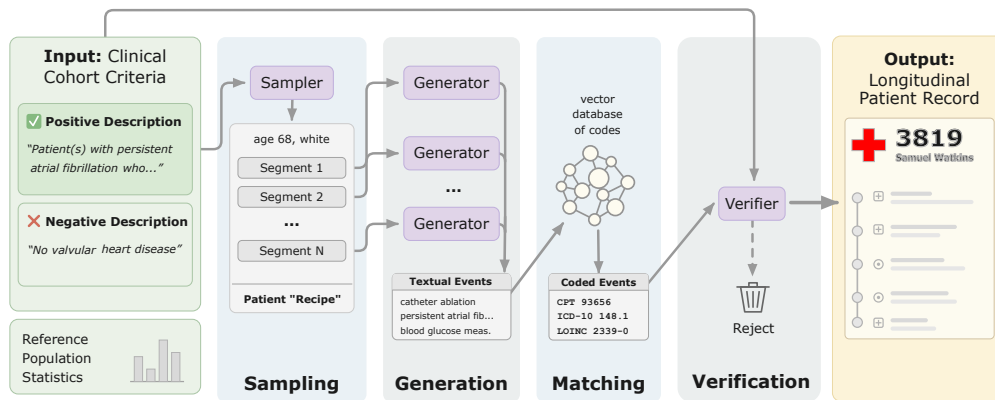 Input: Clinical
Cohort Criteria
✅ Positive Description
“Patient(s) with persistent
atrial fibrillation who...”
❌ Negative Description
“No valvular heart disease”
Reference
Population
Statistics
Sampler
age 68, white
Segment 1
Segment 2
...
Segment N
Patient "Recipe"
Sampling
Generator
Generator
...
Generator
Textual Events
catheter ablation
persistent atrial fib...
blood glucose meas.
Generation
vector
database
of codes
Coded Events
CPT 93656
ICD-10 148.1
LOINC 2339-0
Matching
Verifier
Reject
Verification
Output:
Longitudinal
Patient Record
3819
Samuel Watkins